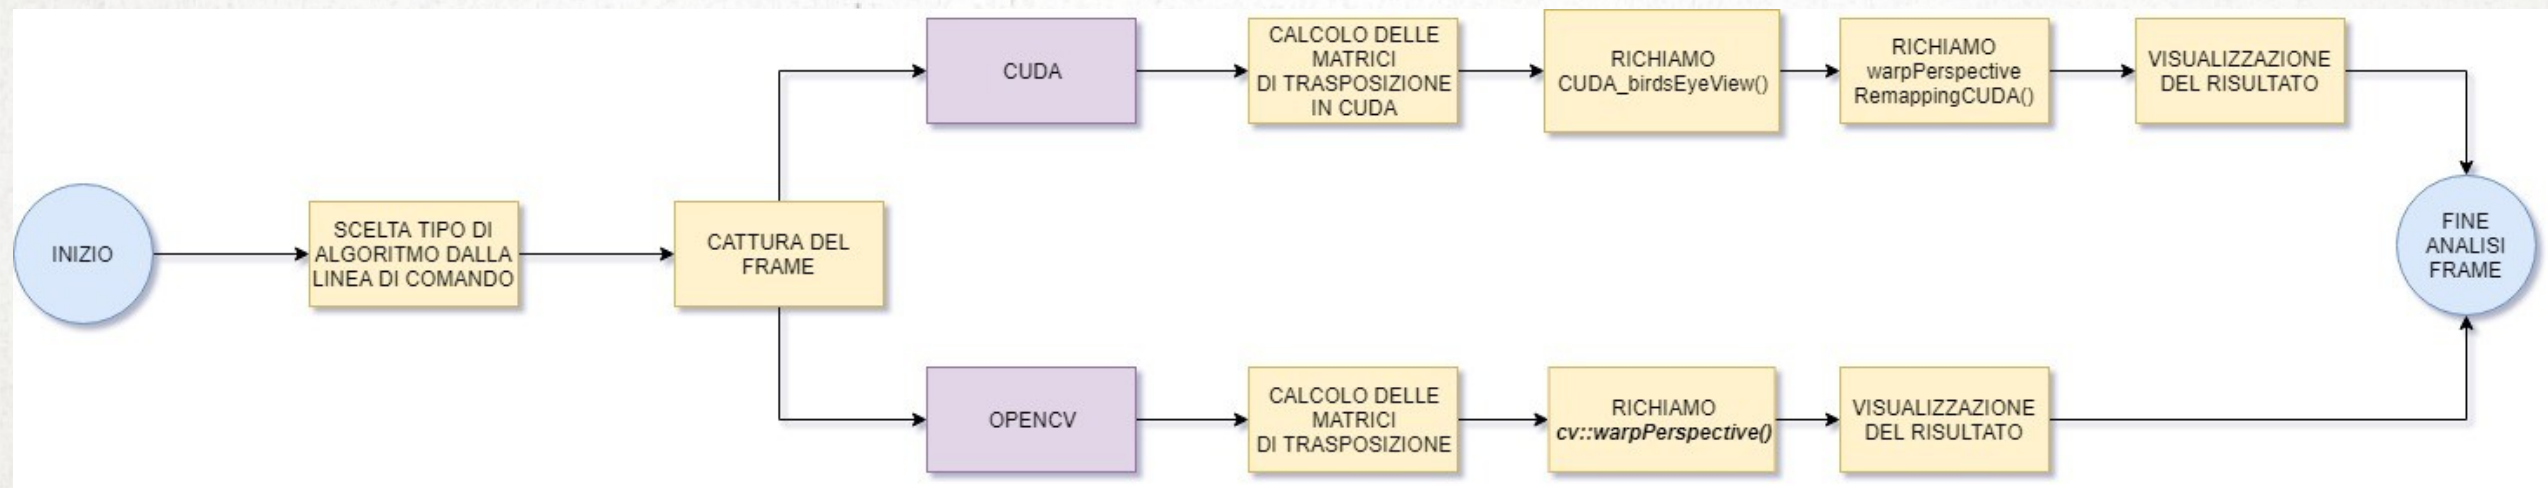 INIZIO
SCELTA TIPO DI
ALGORITMO DALLA
LINEA DI COMANDO
CATTURA DEL
FRAME
CUDA
CALCOLO DELLE
MATRICI
DI TRASPOSIZIONE
IN CUDA
RICHIAMO
CUDA_birdsEyeView()
RICHIAMO
warpPerspective
RemappingCUDA()
VISUALIZZAZIONE
DEL RISULTATO
OPENCV
CALCOLO DELLE
MATRICI
DI TRASPOSIZIONE
RICHIAMO
cv::warpPerspective()
VISUALIZZAZIONE
DEL RISULTATO
FINE
ANALISI
FRAME